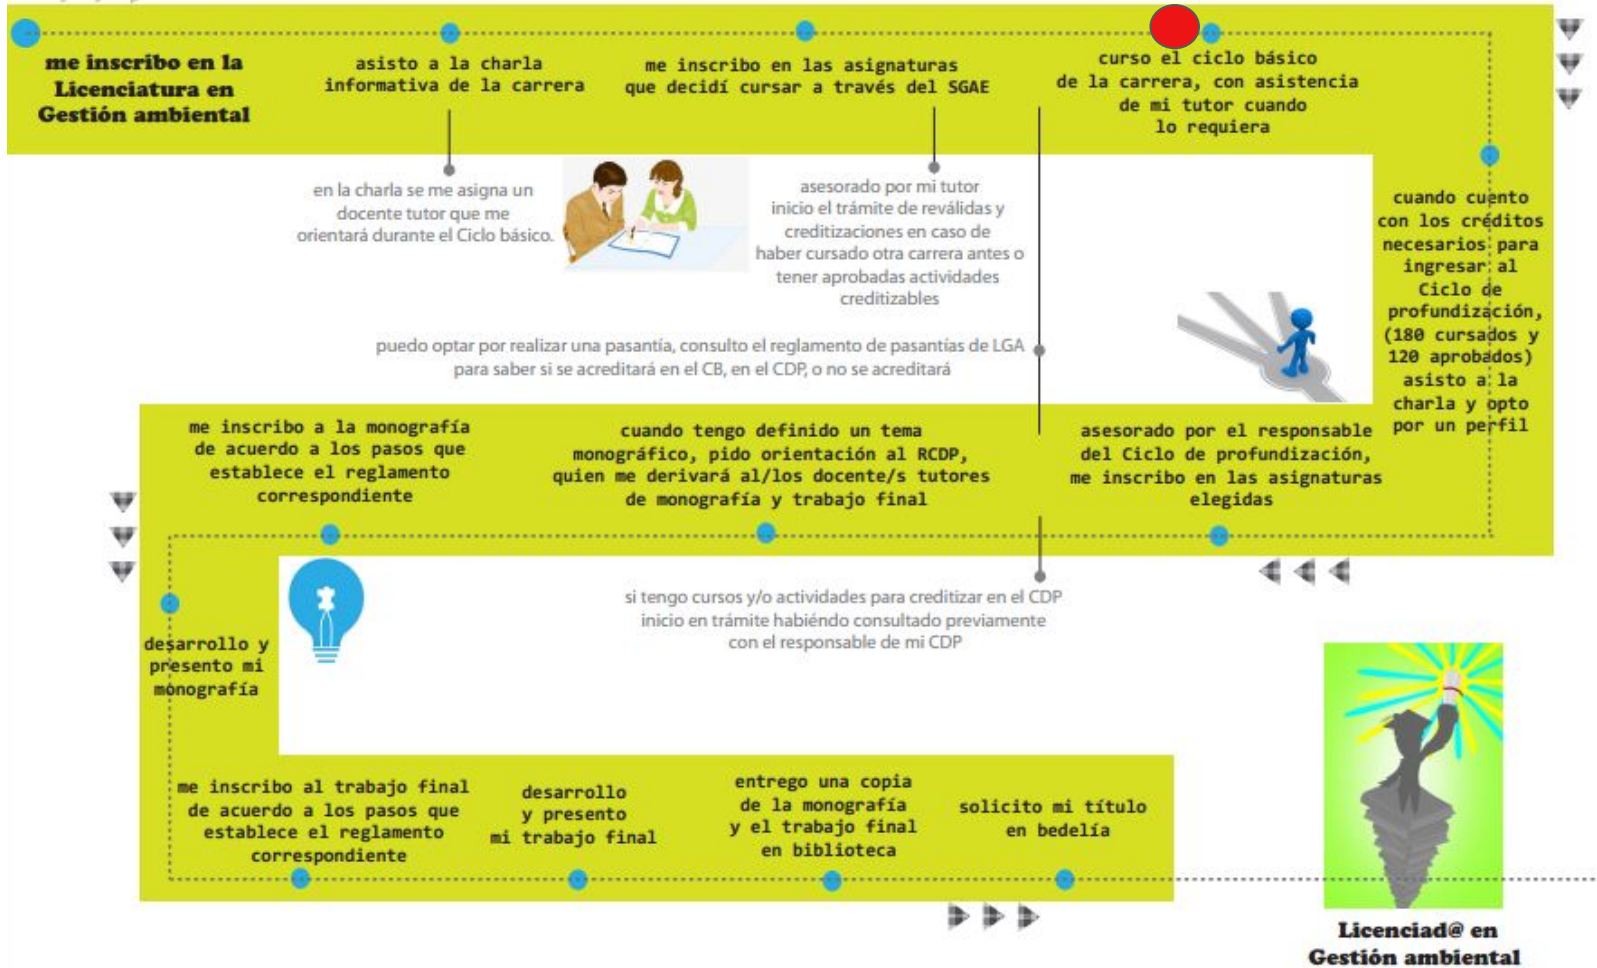 me inscribo en la
Licenciatura en
Gestión ambiental
asisto a la charla
informativa de la carrera
me inscribo en las asignaturas
que decidí cursar a través del SGAE
curso el ciclo básico
de la carrera, con asistencia
de mi tutor cuando
lo requiera
en la charla se me asigna un
docente tutor que me
orientará durante el Ciclo básico.
asesorado por mi tutor
inicio el trámite de reválidas y
creditizaciones en caso de
haber cursado otra carrera antes o
tener aprobadas actividades
creditizables
cuando cuento
con los créditos
necesarios para
ingresar al
Ciclo de
profundización,
(180 cursados y
120 aprobados)
asisto a la
charla y opto
por un perfil
puedo optar por realizar una pasantía, consulto el reglamento de pasantías de LGA
para saber si se acreditará en el CB, en el CDP, o no se acreditará
asesorado por el responsable
del Ciclo de profundización,
me inscribo en las asignaturas
elegidas
cuando tengo definido un tema
monográfico, pido orientación al RCDP,
quien me derivará al/los docente/s tutores
de monografía y trabajo final
me inscribo a la monografía
de acuerdo a los pasos que
establece el reglamento
correspondiente
si tengo cursos y/o actividades para creditizar en el CDP
inicio en trámite habiéndo consultado previamente
con el responsable de mi CDP
desarrollo y
presento mi
monografía
me inscribo al trabajo final
de acuerdo a los pasos que
establece el reglamento
correspondiente
desarrollo
y presento
mi trabajo final
entrego una copia
de la monografía
y el trabajo final
en biblioteca
solicito mi título
en bedelía
Licenciad@ en
Gestión ambiental